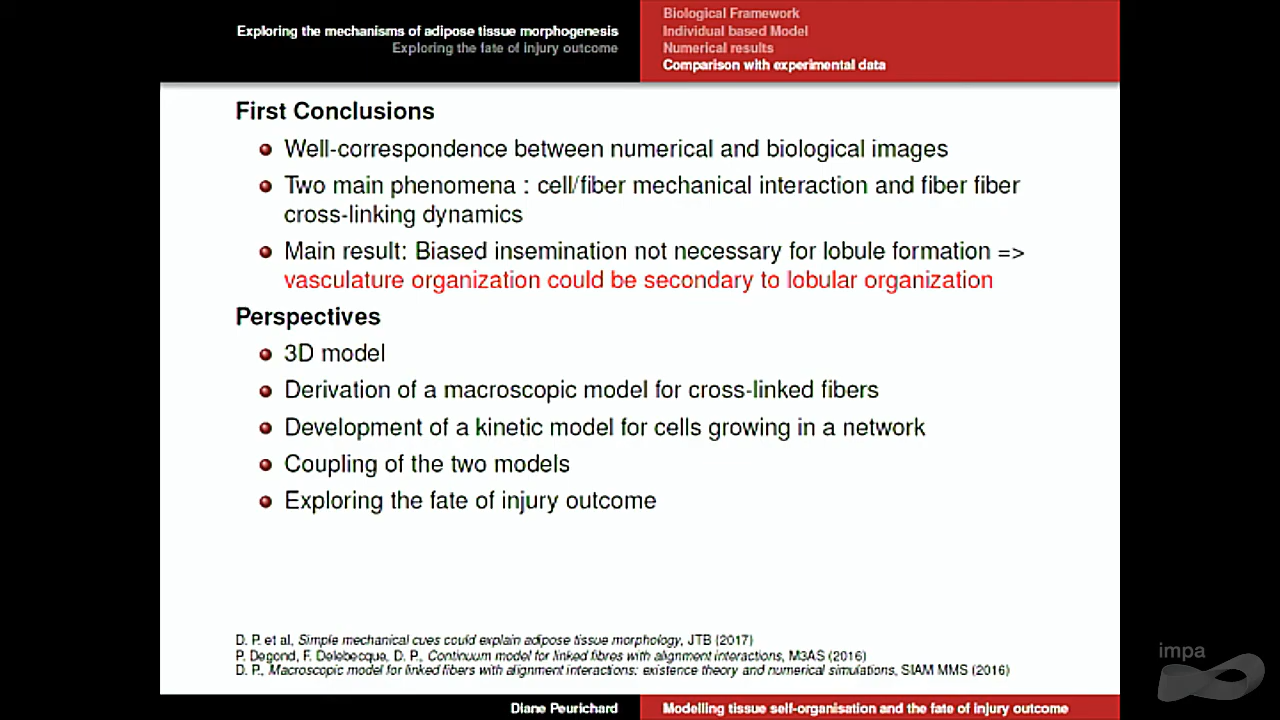 Exploring the mechanisms of adipose tissue morphogenesis
Exploring the fate of injury outcome
Biological Framework
Individual based Model
Numerical results
Comparison with experimental data
First Conclusions
Well-correspondence between numerical and biological images
Two main phenomena : cell/fiber mechanical interaction and fiber fiber
cross-linking dynamics
Main result: Biased insemination not necessary for lobule formation =>
vasculature organization could be secondary to lobular organization
Perspectives
3D model
Derivation of a macroscopic model for cross-linked fibers
Development of a kinetic model for cells growing in a network
Coupling of the two models
Exploring the fate of injury outcome
D. P. et al, Simple mechanical cues could explain adipose tissue morphology, JTB (2017)
P. Degond, F. Delebecque, D. P., Continuum model for linked fibres with alignment interactions, M3AS (2016)
D. P., Macroscopic model for linked fibers with alignment interactions: existence theory and numerical simulations, SIAM MMS (2016)
impa
Diane Peurichard
Modelling tissue self-organisation and the fate of injury outcome